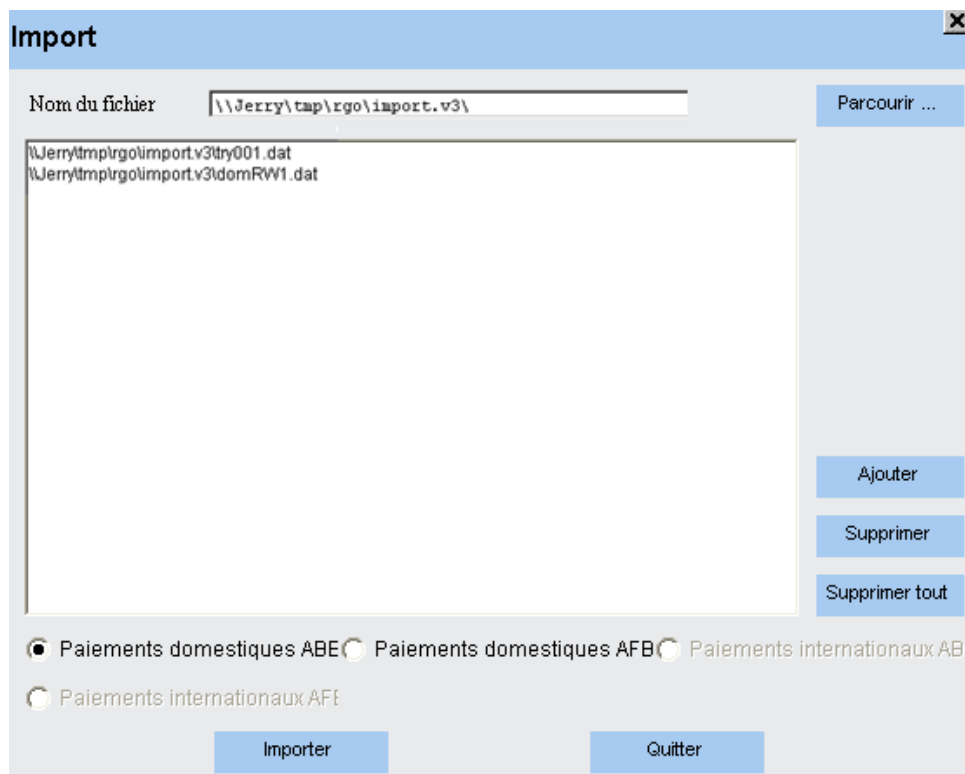 Import
Nom du fichier \\Jerry\tmp\rgo\import.v3\ Parcourir ...
\\Jerry\tmp\rgo\import.v3\try001.dat
\\Jerry\tmp\rgo\import.v3\domRW1.dat
Ajouter
Supprimer
Supprimer tout
Paiements domestiques ABB Paiements domestiques AFB Paiements internationaux AB
Paiements internationaux AFB
Importer Quitter